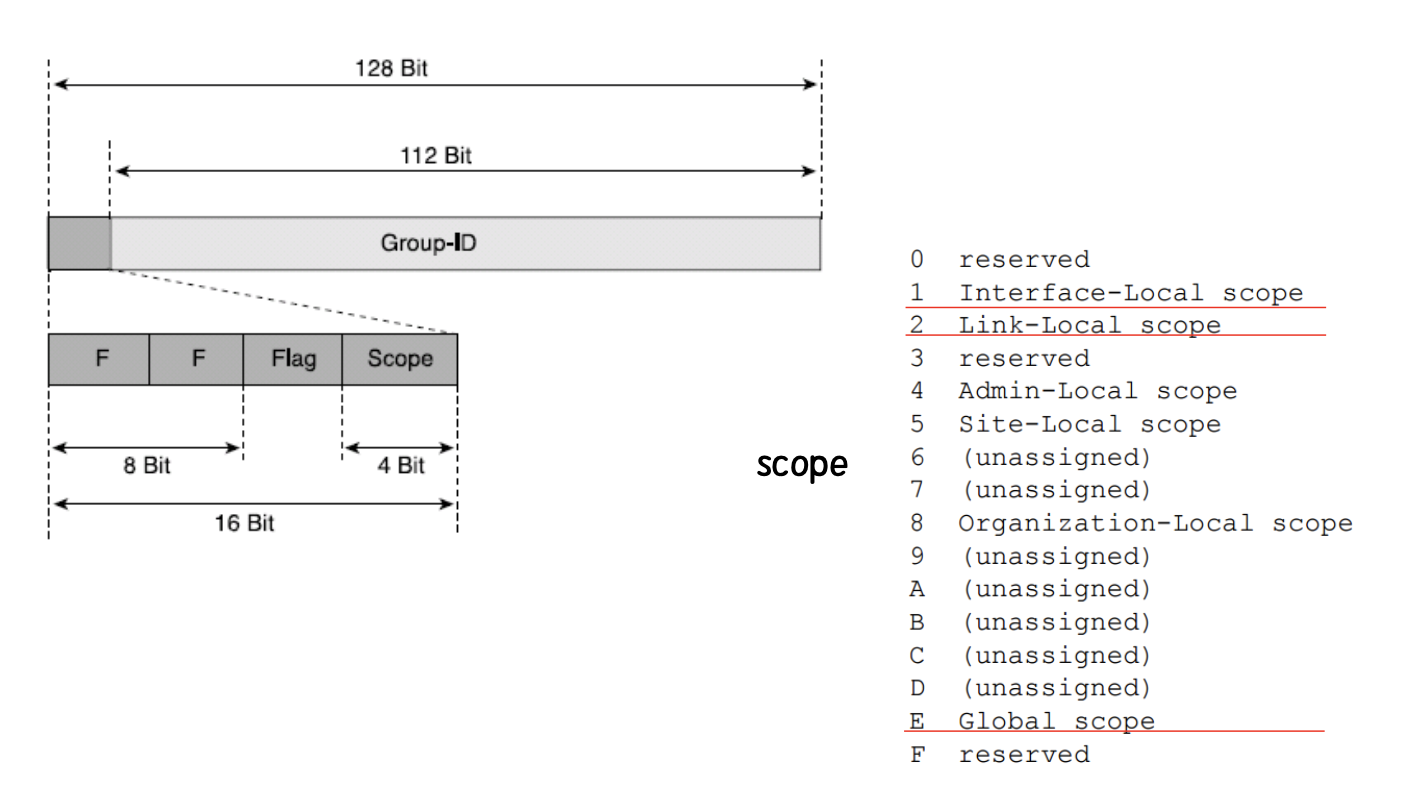 128 Bit
112 Bit
Group-ID
F F Flag Scope
8 Bit 4 Bit
16 Bit
scope
0 reserved
1 Interface-Local scope
2 Link-Local scope
3 reserved
4 Admin-Local scope
5 Site-Local scope
6 (unassigned)
7 (unassigned)
8 Organization-Local scope
9 (unassigned)
A (unassigned)
B (unassigned)
C (unassigned)
D (unassigned)
E Global scope
F reserved